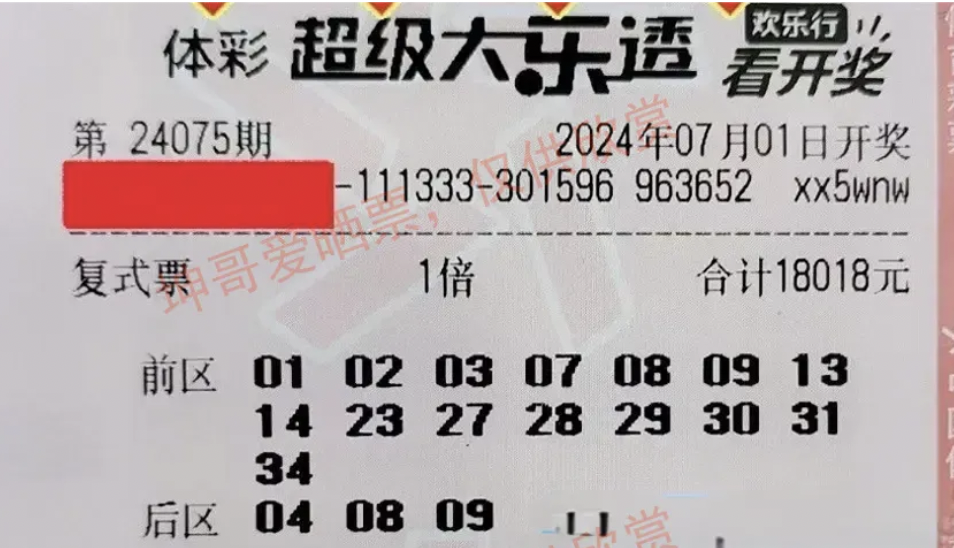 体彩 超级大乐透 欢乐行 看开奖
第 24075期 2024年07月01日开奖
-111333-301596 963652 xx5wnw
坤哥爱晒票,仅供欣赏
复式票 1倍 合计18018元
前区 01 02 03 07 08 09 13
14 23 27 28 29 30 31
34
后区 04 08 09
欣赏